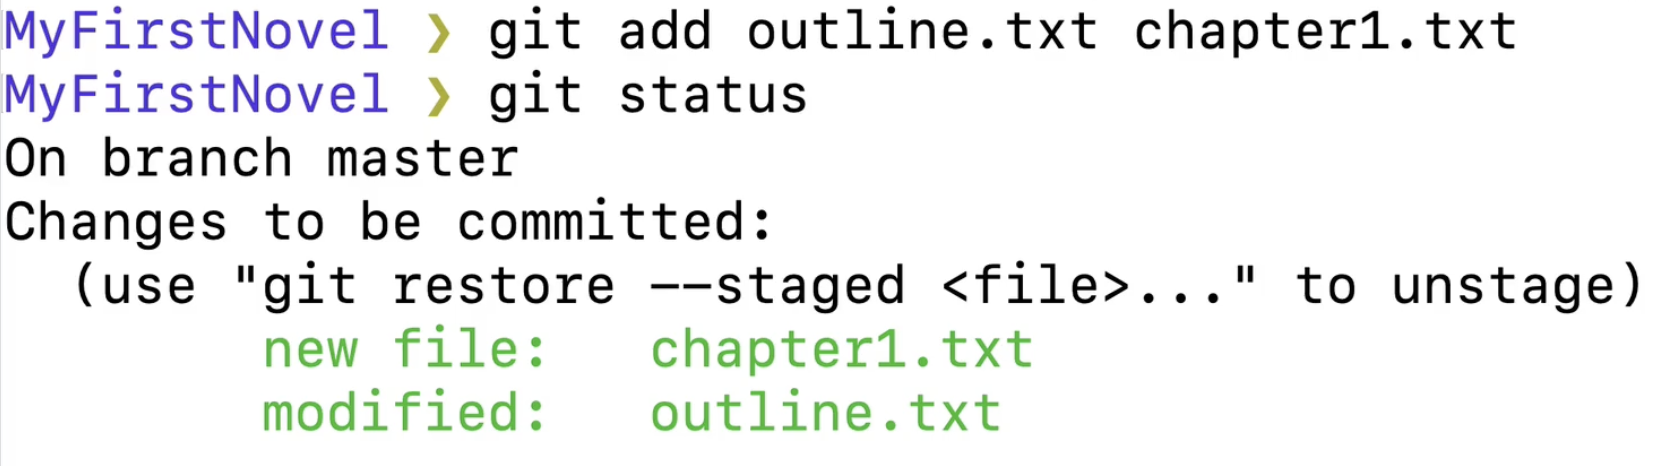 MyFirstNovel ❯ git add outline.txt chapter1.txt
MyFirstNovel ❯ git status
On branch master
Changes to be committed:
  (use "git restore --staged <file>..." to unstage)
        new file:   chapter1.txt
        modified:   outline.txt